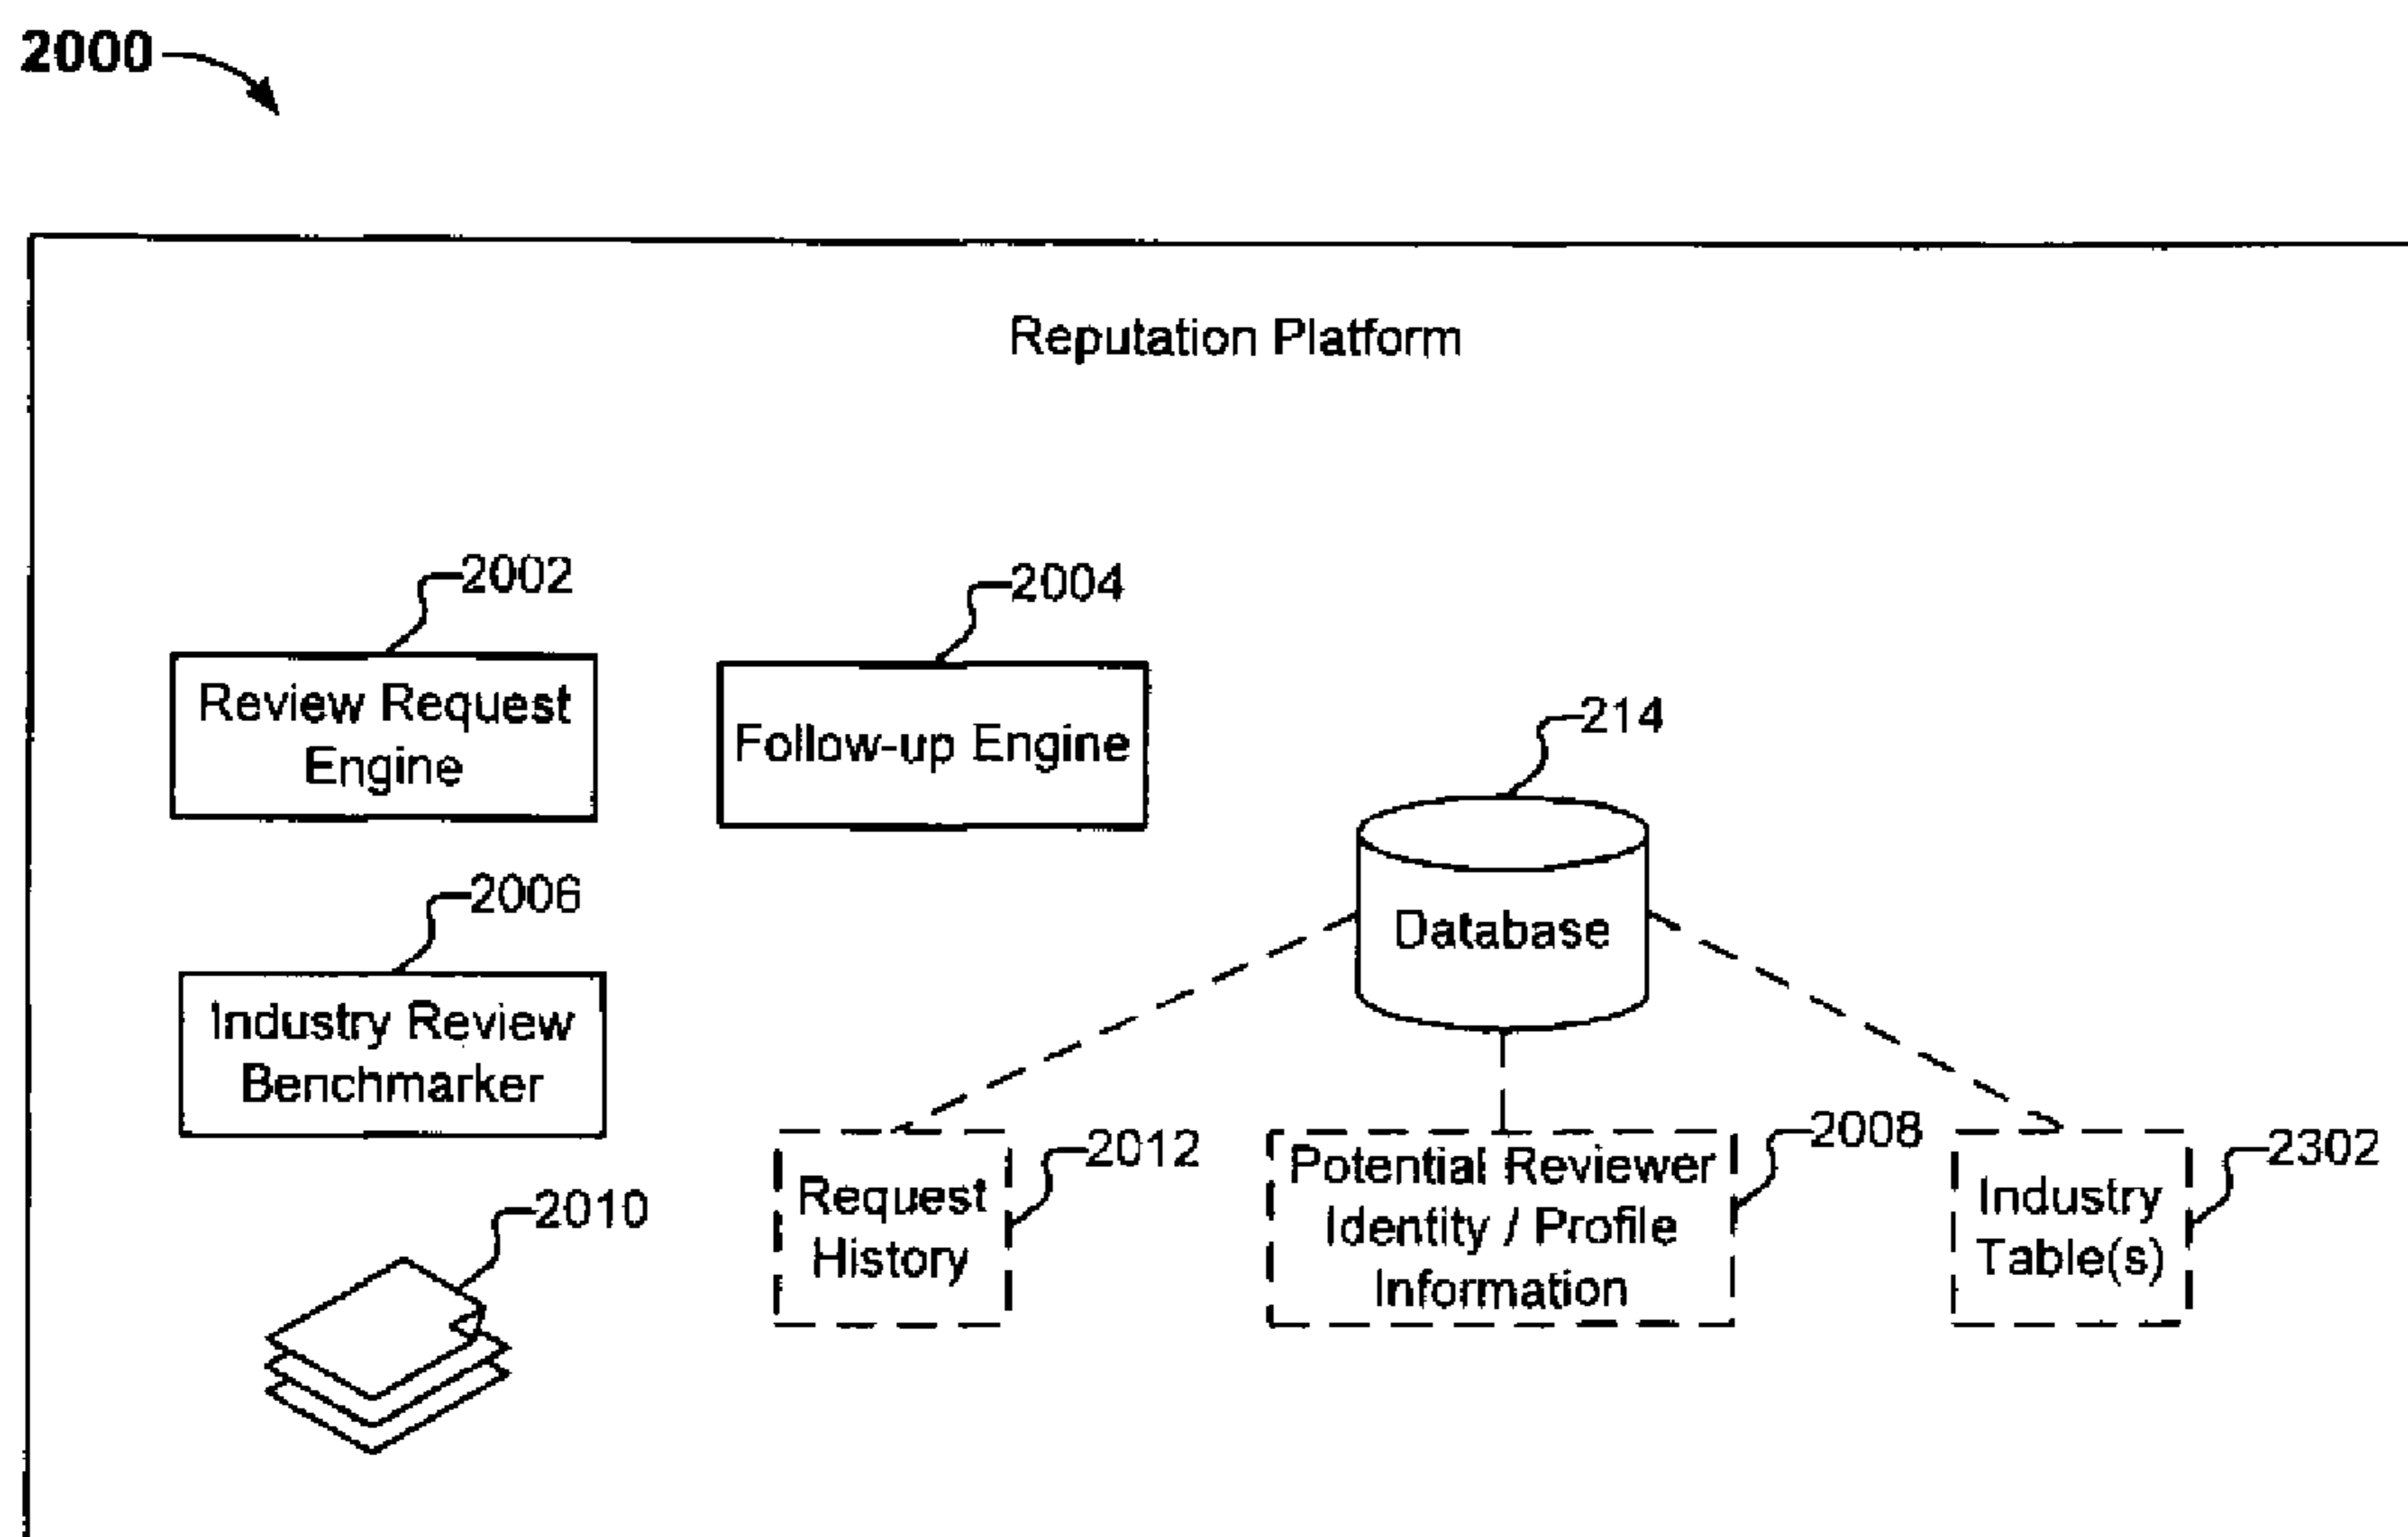 2000
Reputation Platform
2002
Review Request
Engine
2004
Follow-up Engine
214
Database
2006
Industry Review
Benchmarker
2010
2012
Request
History
2008
Potential Reviewer
Identity / Profile
Information
2302
Industry
Table(s)